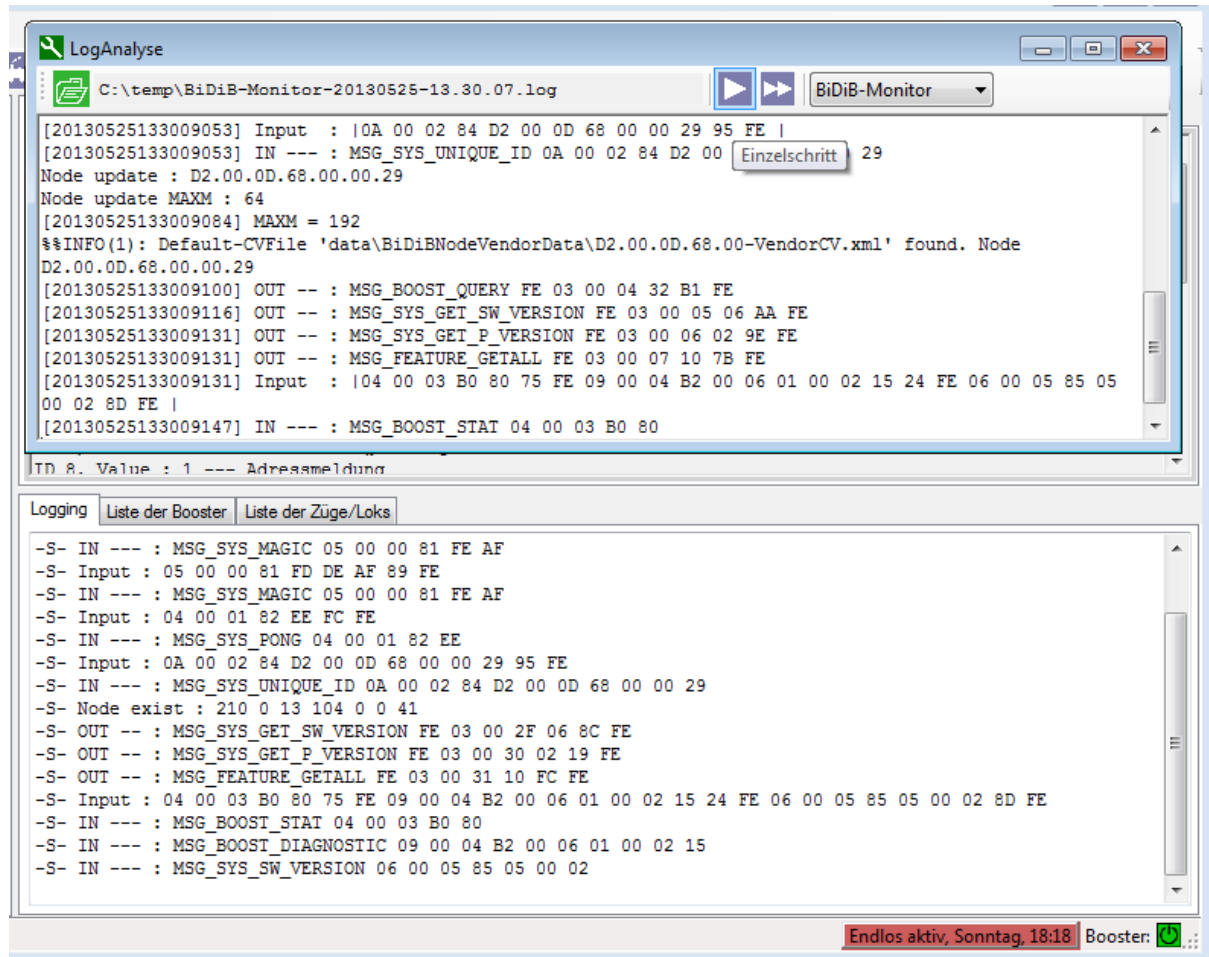 LogAnalyse
C:\temp\BiDiB-Monitor-20130525-13.30.07.log
BiDiB-Monitor
[20130525133009053] Input  : |0A 00 02 84 D2 00 0D 68 00 00 29 95 FE |
[20130525133009053] IN --- : MSG_SYS_UNIQUE_ID 0A 00 02 84 D2 00 29
Einzelschritt
Node update : D2.00.0D.68.00.00.29
Node update MAXM : 64
[20130525133009084] MAXM = 192
%%INFO(1): Default-CVFile 'data\BiDiBNodeVendorData\D2.00.0D.68.00-VendorCV.xml' found. Node
D2.00.0D.68.00.00.29
[20130525133009100] OUT -- : MSG_BOOST_QUERY FE 03 00 04 32 B1 FE
[20130525133009116] OUT -- : MSG_SYS_GET_SW_VERSION FE 03 00 05 06 AA FE
[20130525133009131] OUT -- : MSG_SYS_GET_P_VERSION FE 03 00 06 02 9E FE
[20130525133009131] OUT -- : MSG_FEATURE_GETALL FE 03 00 07 10 7B FE
[20130525133009131] Input  : |04 00 03 B0 80 75 FE 09 00 04 B2 00 06 01 00 02 15 24 FE 06 00 05 85 05
00 02 8D FE |
[20130525133009147] IN --- : MSG_BOOST_STAT 04 00 03 B0 80
ID 8. Value : 1 --- Adressmeldung
Logging Liste der Booster Liste der Züge/Loks
-S- IN --- : MSG_SYS_MAGIC 05 00 00 81 FE AF
-S- Input : 05 00 00 81 FD DE AF 89 FE
-S- IN --- : MSG_SYS_MAGIC 05 00 00 81 FE AF
-S- Input : 04 00 01 82 EE FC FE
-S- IN --- : MSG_SYS_PONG 04 00 01 82 EE
-S- Input : 0A 00 02 84 D2 00 0D 68 00 00 29 95 FE
-S- IN --- : MSG_SYS_UNIQUE_ID 0A 00 02 84 D2 00 0D 68 00 00 29
-S- Node exist : 210 0 13 104 0 0 41
-S- OUT -- : MSG_SYS_GET_SW_VERSION FE 03 00 2F 06 8C FE
-S- OUT -- : MSG_SYS_GET_P_VERSION FE 03 00 30 02 19 FE
-S- OUT -- : MSG_FEATURE_GETALL FE 03 00 31 10 FC FE
-S- Input : 04 00 03 B0 80 75 FE 09 00 04 B2 00 06 01 00 02 15 24 FE 06 00 05 85 05 00 02 8D FE
-S- IN --- : MSG_BOOST_STAT 04 00 03 B0 80
-S- IN --- : MSG_BOOST_DIAGNOSTIC 09 00 04 B2 00 06 01 00 02 15
-S- IN --- : MSG_SYS_SW_VERSION 06 00 05 85 05 00 02
Endlos aktiv, Sonntag, 18:18 Booster: